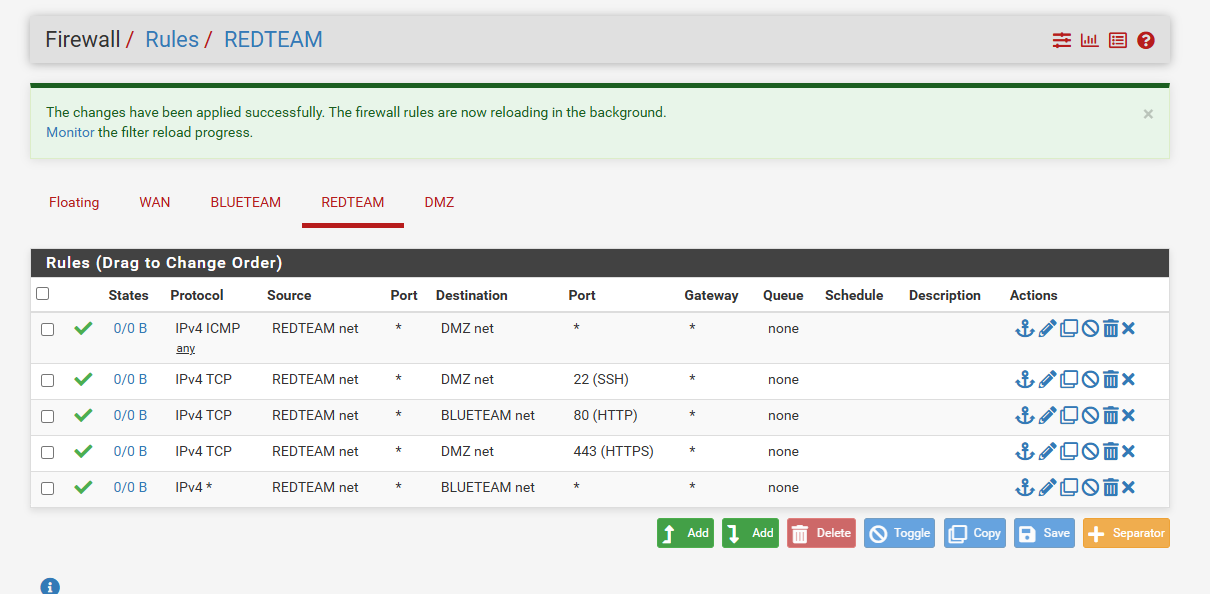 Firewall / Rules / REDTEAM
The changes have been applied successfully. The firewall rules are now reloading in the background.
Monitor the filter reload progress.
×
Floating WAN BLUETEAM REDTEAM DMZ
Rules (Drag to Change Order)
States Protocol Source Port Destination Port Gateway Queue Schedule Description Actions
0/0 B IPv4 ICMP REDTEAM net * DMZ net * * none
any
0/0 B IPv4 TCP REDTEAM net * DMZ net 22 (SSH) * none
0/0 B IPv4 TCP REDTEAM net * BLUETEAM net 80 (HTTP) * none
0/0 B IPv4 TCP REDTEAM net * DMZ net 443 (HTTPS) * none
0/0 B IPv4 * REDTEAM net * BLUETEAM net * * none
Add Add Delete Toggle Copy Save Separator